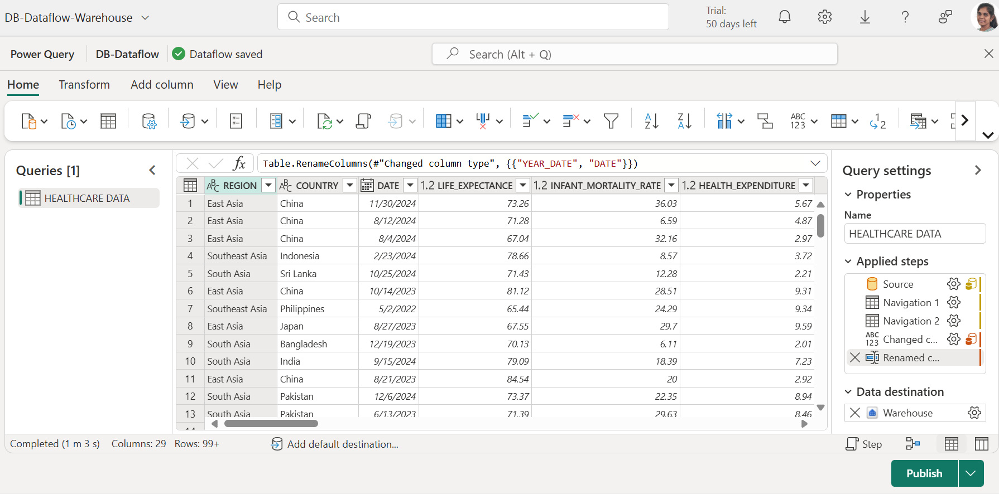 DB-Dataflow-Warehouse
Search
Trial:
50 days left
Power Query
DB-Dataflow
Dataflow saved
Search (Alt + Q)
Home Transform Add column View Help
A
Z
Z
A
ABC
123
1
2
Queries [1]
HEALTHCARE DATA
fx
Table.RenameColumns(#"Changed column type", {{"YEAR_DATE", "DATE"}})
ABC REGION ABC COUNTRY DATE 1.2 LIFE_EXPECTANCE 1.2 INFANT_MORTALITY_RATE 1.2 HEALTH_EXPENDITURE
1 East Asia China 11/30/2024 73.26 36.03 5.67
2 East Asia China 8/12/2024 71.28 6.59 4.87
3 East Asia China 8/4/2024 67.04 32.16 2.97
4 Southeast Asia Indonesia 2/23/2024 78.66 8.57 3.72
5 South Asia Sri Lanka 10/25/2024 71.43 12.28 2.21
6 East Asia China 10/14/2023 81.12 28.51 9.31
7 Southeast Asia Philippines 5/2/2022 65.44 24.29 9.34
8 East Asia Japan 8/27/2023 67.55 29.7 9.59
9 South Asia Bangladesh 12/19/2023 70.13 6.11 2.01
10 South Asia India 9/15/2024 79.09 18.39 7.23
11 East Asia China 8/21/2023 84.54 20 2.92
12 South Asia Pakistan 12/6/2024 73.37 22.35 8.94
13 South Asia Pakistan 6/13/2023 71.39 29.63 8.46
14
Query settings
Properties
Name
HEALTHCARE DATA
Applied steps
Source
Navigation 1
Navigation 2
ABC
123 Changed c...
Renamed c...
Data destination
Warehouse
Completed (1 m 3 s) Columns: 29 Rows: 99+
Add default destination...
Step
Publish